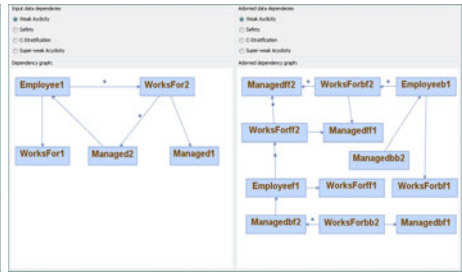 Input data dependencies
Weak Acyclicity
Safety
C-Stratification
Super-weak Acyclicity
Dependency graph:
Employee1
*
WorksFor2
*
WorksFor1
Managed2
Managed1
Adorned data dependencies
Weak Acyclicity
Safety
C-Stratification
Super-weak Acyclicity
Adorned dependency graph:
Managedff2
*
WorksForbf2
*
Employeeb1
*
WorksForff2
Managedff1
*
Managedbb2
Employeef1
WorksForff1
WorksForbf1
Managedbf2
*
WorksForbb2
Managedbf1